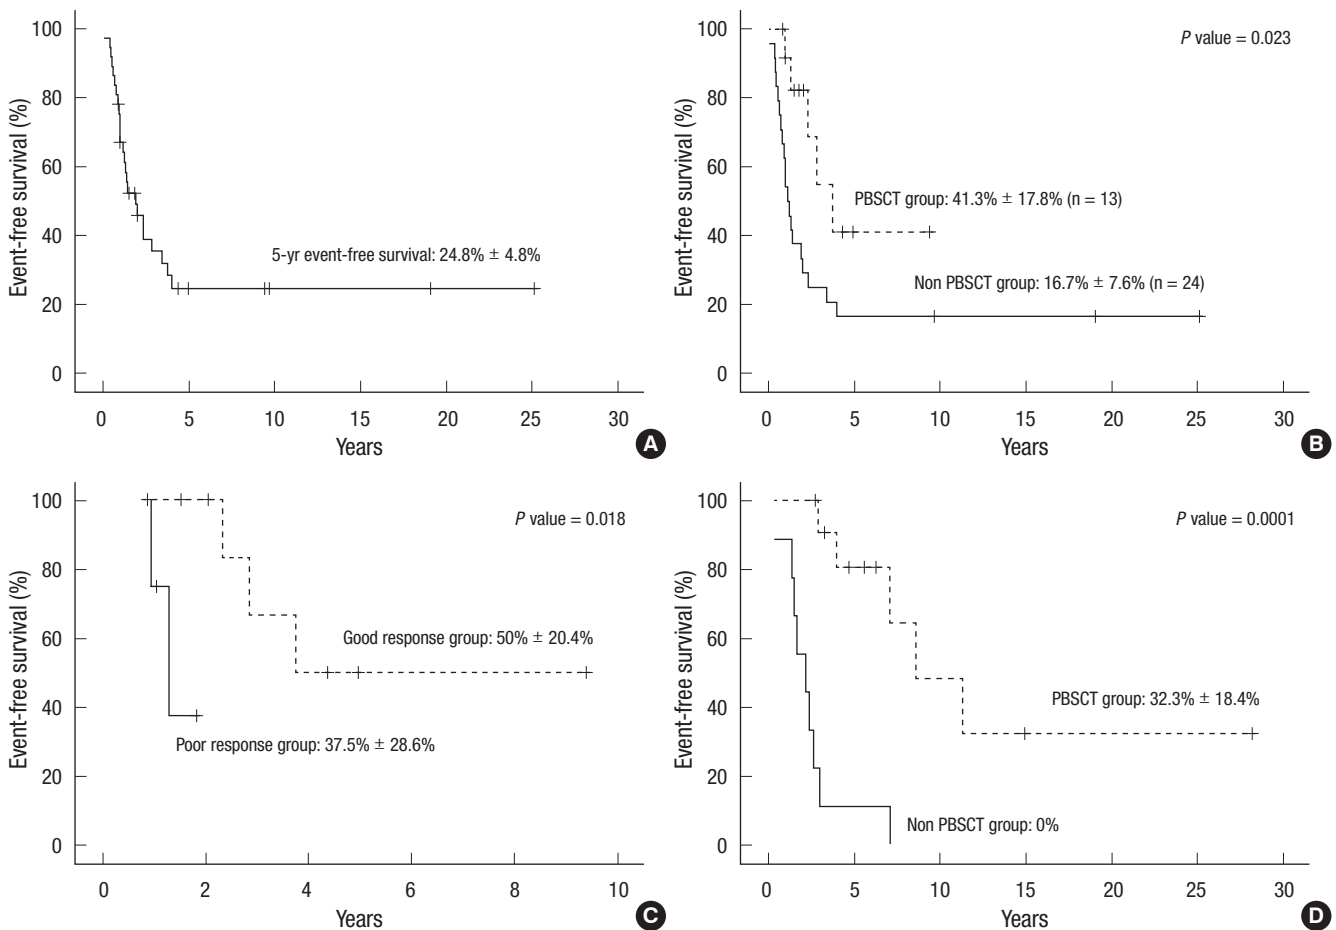 100
80
60
40
20
0
Event-free survival (%)
5-yr event-free survival: 24.8% ± 4.8%
0 5 10 15 20 25 30
Years
A
100
80
60
40
20
0
Event-free survival (%)
P value = 0.023
PBSCT group: 41.3% ± 17.8% (n = 13)
Non PBSCT group: 16.7% ± 7.6% (n = 24)
0 5 10 15 20 25 30
Years
B
100
80
60
40
20
0
Event-free survival (%)
P value = 0.018
Good response group: 50% ± 20.4%
Poor response group: 37.5% ± 28.6%
0 2 4 6 8 10
Years
C
100
80
60
40
20
0
Event-free survival (%)
P value = 0.0001
PBSCT group: 32.3% ± 18.4%
Non PBSCT group: 0%
0 5 10 15 20 25 30
Years
D